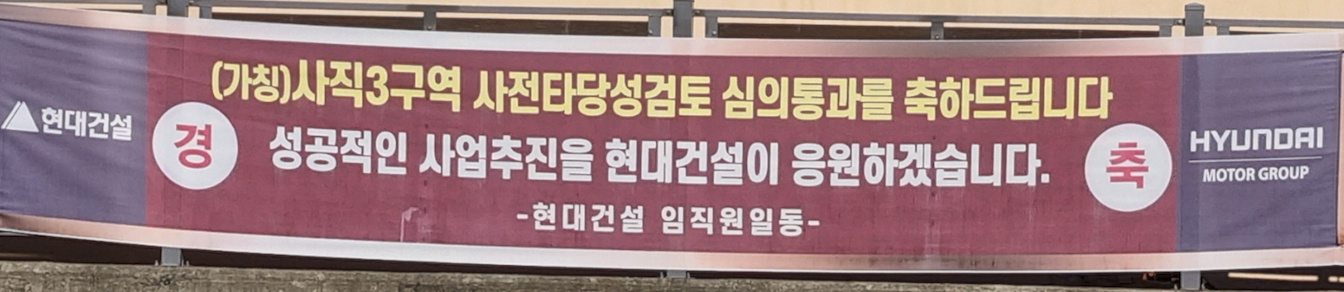 현대건설
경
(가칭)사직3구역 사전타당성검토 심의통과를 축하드립니다
성공적인 사업추진을 현대건설이 응원하겠습니다.
-현대건설 임직원일동-
축
HYUNDAI
MOTOR GROUP